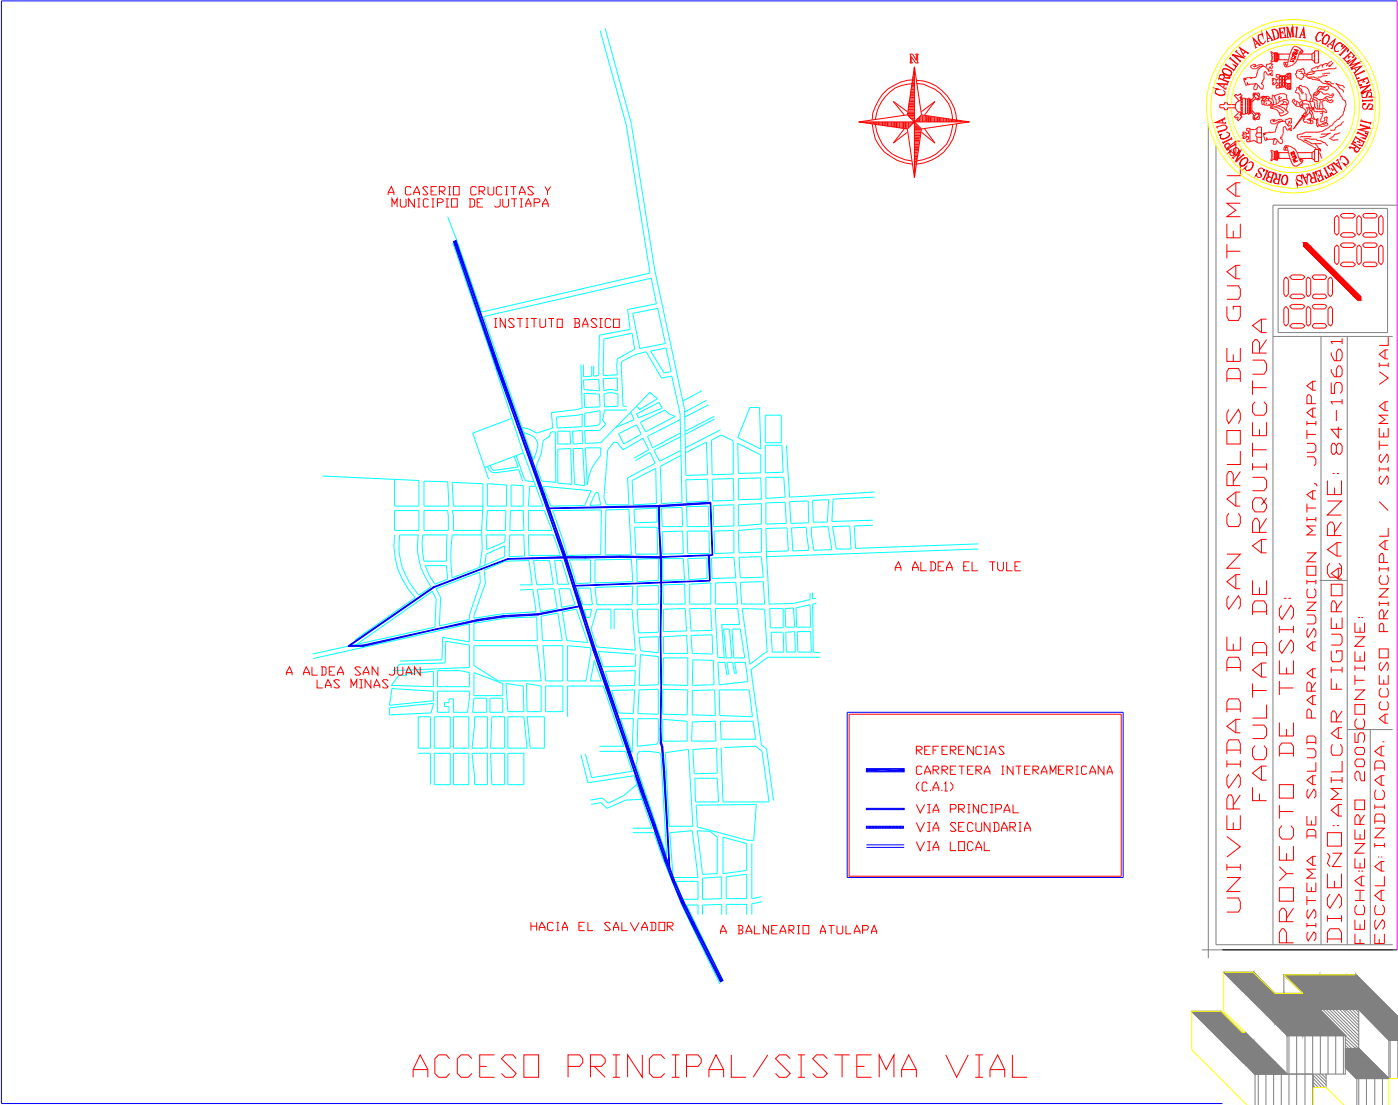 N
A CASERIO CRUCITAS Y
MUNICIPIO DE JUTIAPA
INSTITUTO BASICO
A ALDEA EL TULE
A ALDEA SAN JUAN
LAS MINAS
REFERENCIAS
CARRETERA INTERAMERICANA
(C.A.1)
VIA PRINCIPAL
VIA SECUNDARIA
VIA LOCAL
HACIA EL SALVADOR
A BALNEARIO ATULAPA
ACCESO PRINCIPAL/SISTEMA VIAL
CAROLINA ACADEMIA COACTEMALENSIS INTER CAETERAS ORBIS CONSPICUA
UNIVERSIDAD DE SAN CARLOS DE GUATEMAL
FACULTAD DE ARQUITECTURA
PROYECTO DE TESIS:
SISTEMA DE SALUD PARA ASUNCION MITA, JUTIAPA
DISEÑO: AMILCAR FIGUEROA CARNE: 84-15661
FECHA:ENERO 2005 CONTIENE:
ESCALA: INDICADA. ACCESO PRINCIPAL / SISTEMA VIAL
88/88